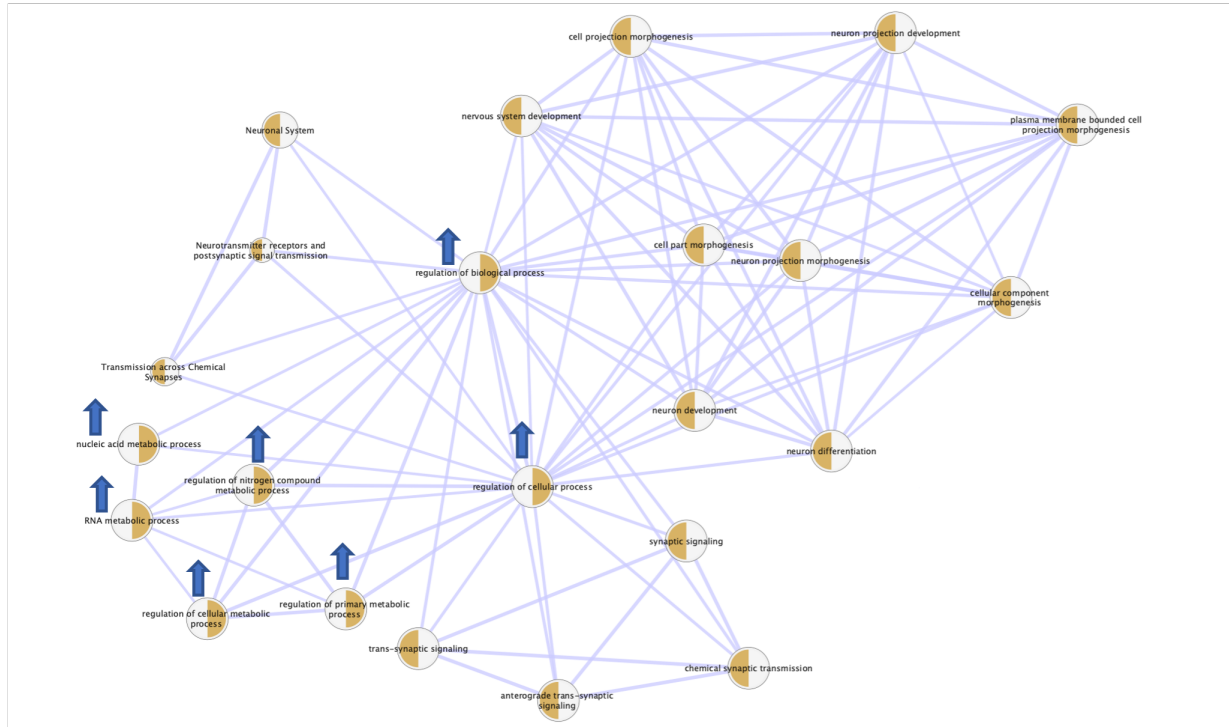 cell projection morphogenesis
neuron projection development
nervous system development
plasma membrane bounded cell
projection morphogenesis
Neuronal System
Neurotransmitter receptors and
postsynaptic signal transmission
cell part morphogenesis
neuron projection morphogenesis
regulation of biological process
cellular component
morphogenesis
Transmission across Chemical
Synapses
neuron development
nucleic acid metabolic process
neuron differentiation
regulation of nitrogen compound
metabolic process
regulation of cellular process
RNA metabolic process
synaptic signaling
regulation of cellular metabolic
process
regulation of primary metabolic
process
trans-synaptic signaling
chemical synaptic transmission
anterograde trans-synaptic
signaling